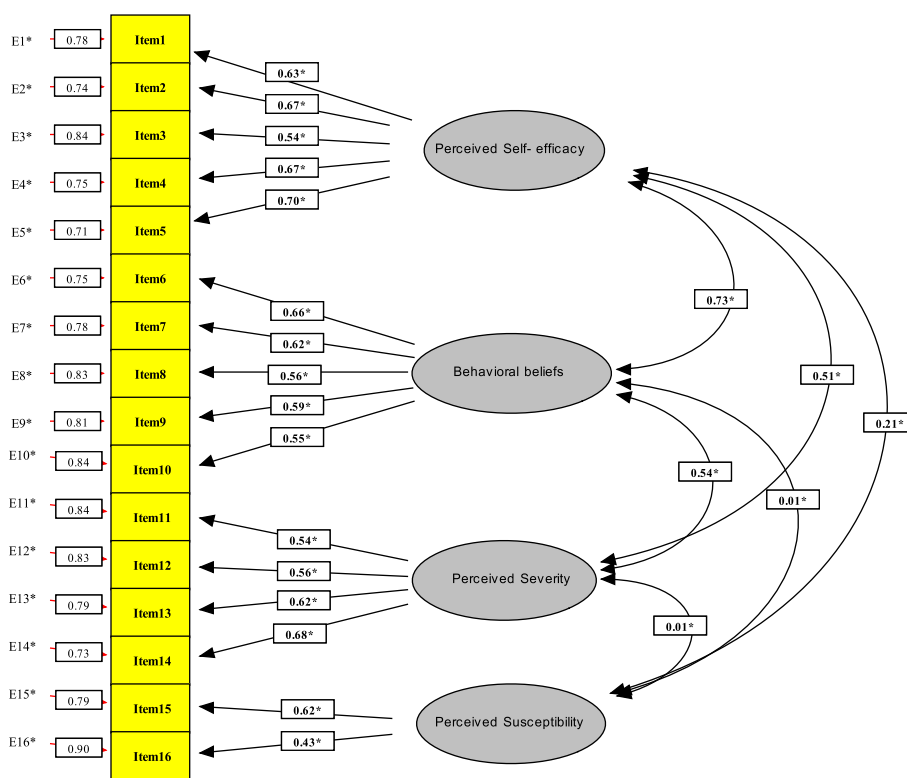 E1* 0.78 Item1
0.63*
E2* 0.74 Item2
0.67*
E3* 0.84 Item3
0.54*
Perceived Self- efficacy
E4* 0.75 Item4
0.67*
0.70*
E5* 0.71 Item5
E6* 0.75 Item6
0.73*
0.66*
E7* 0.78 Item7
0.62*
E8* 0.83 Item8
0.56*
Behavioral beliefs
0.51*
E9* 0.81 Item9
0.59*
0.21*
0.55*
E10* 0.84 Item10
0.54*
0.01*
E11* 0.84 Item11
0.54*
E12* 0.83 Item12
0.56*
Perceived Severity
E13* 0.79 Item13
0.62*
0.01*
0.68*
E14* 0.73 Item14
E15* 0.79 Item15
0.62*
Perceived Susceptibility
0.43*
E16* 0.90 Item16